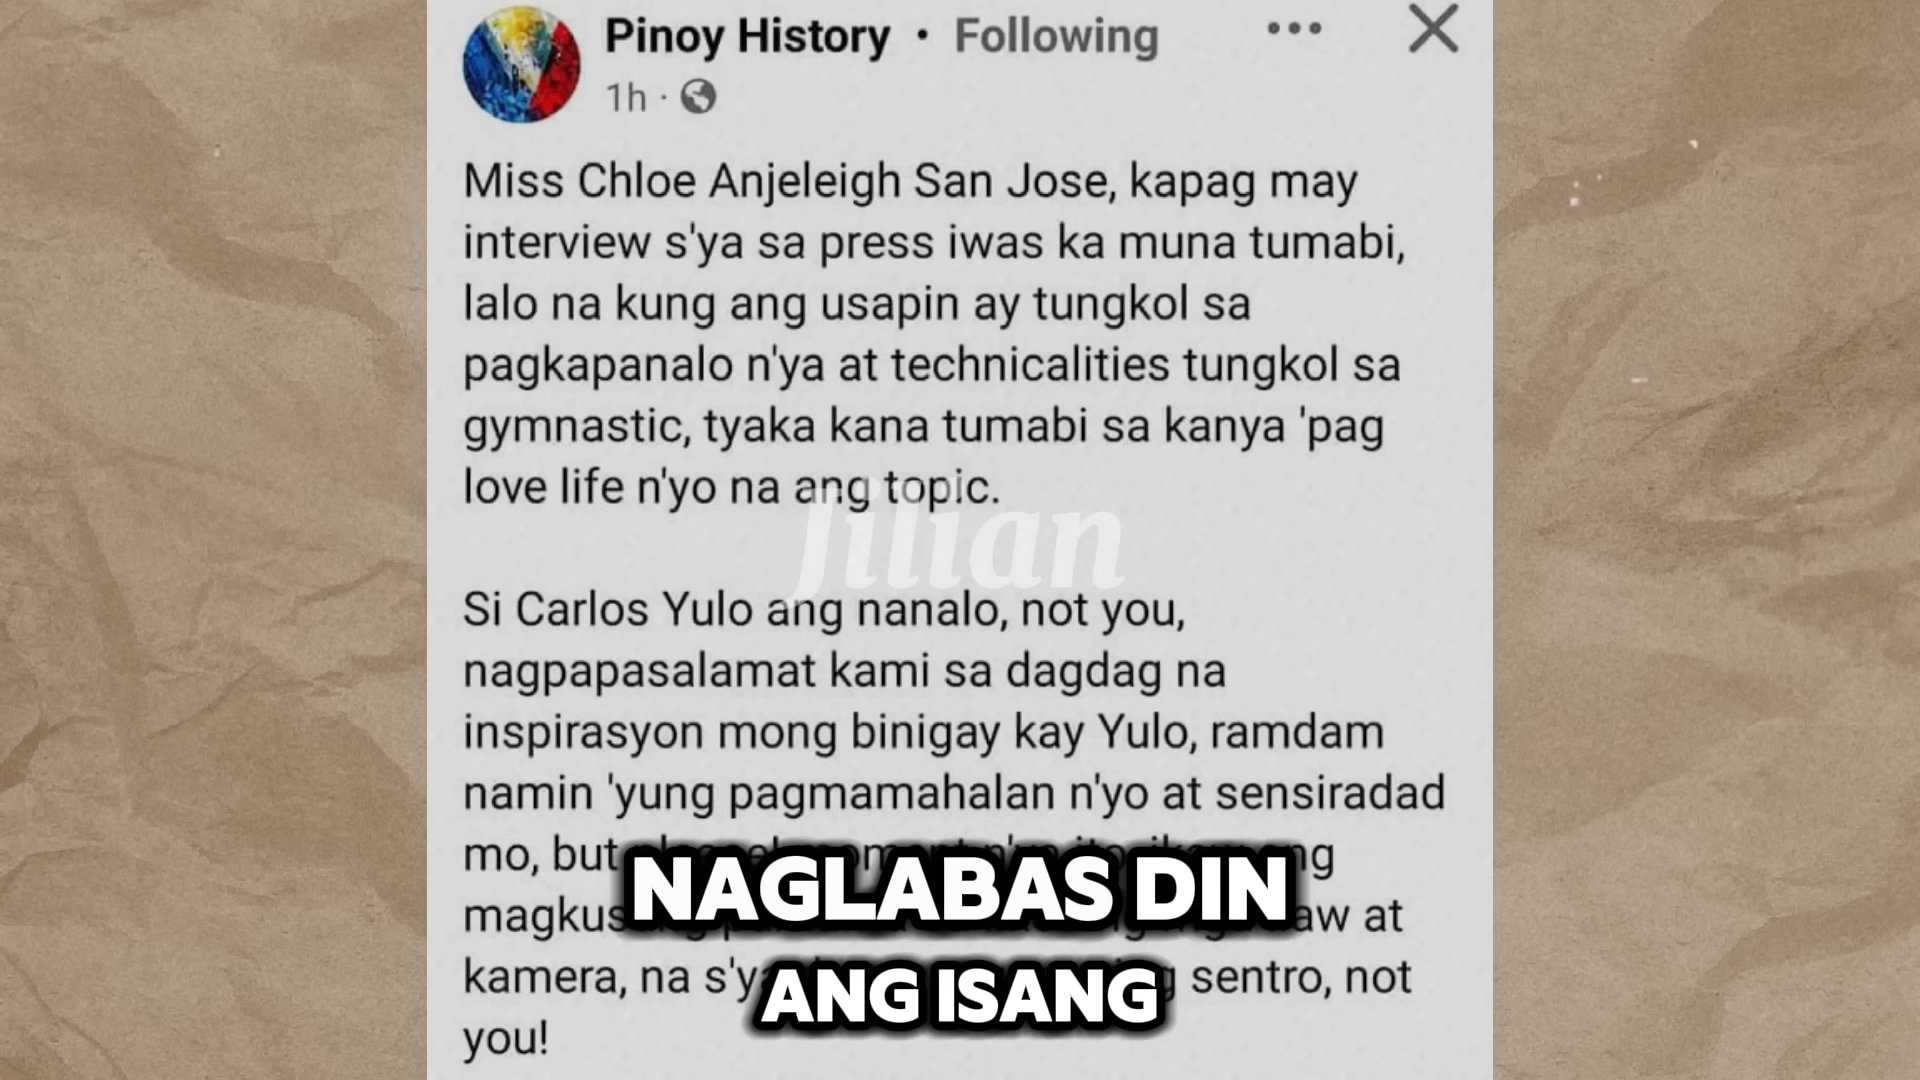 Pinoy History • Following
1h ·
Miss Chloe Anjeleigh San Jose, kapag may
interview s'ya sa press iwas ka muna tumabi,
lalo na kung ang usapin ay tungkol sa
pagkapanalo n'ya at technicalities tungkol sa
gymnastic, tyaka kana tumabi sa kanya 'pag
love life n'yo na ang topic.
Jilian
Si Carlos Yulo ang nanalo, not you,
nagpapasalamat kami sa dagdag na
inspirasyon mong binigay kay Yulo, ramdam
namin 'yung pagmamahalan n'yo at sensiradad
mo, but
NAGLABAS DIN
at
kamera, na sentro, not
ANG ISANG
you!